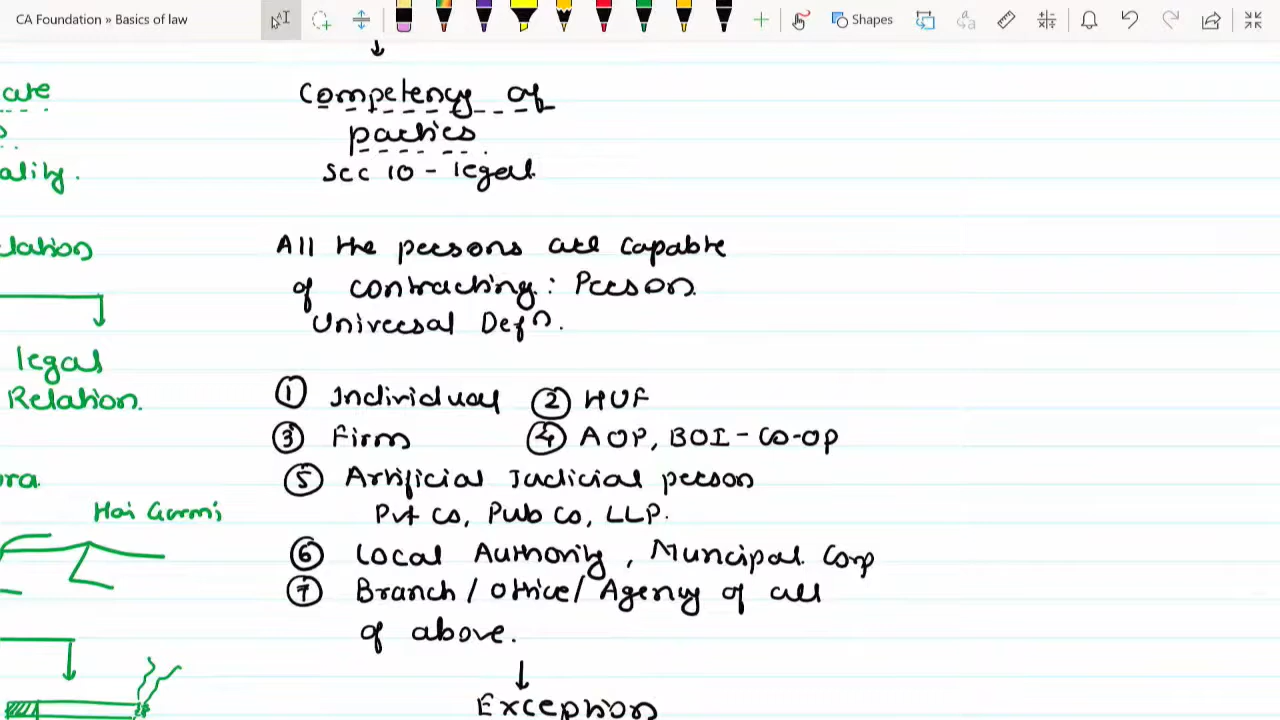 CA Foundation » Basics of law
Shapes
Competency of
parties
Sec 10 - legal
All the persons are capable
of contracting : Person
Universal Defn.
① Individual ② HUF
③ Firm ④ AOP, BOI - Co-op
⑤ Artificial Judicial person
Pvt Co, Pub Co, LLP.
⑥ Local Authority, Muncipal Corp
⑦ Branch / Office / Agency of all
of above.
Exception
ate
ality.
elation
legal
Relation.
ra
Hai Garmi